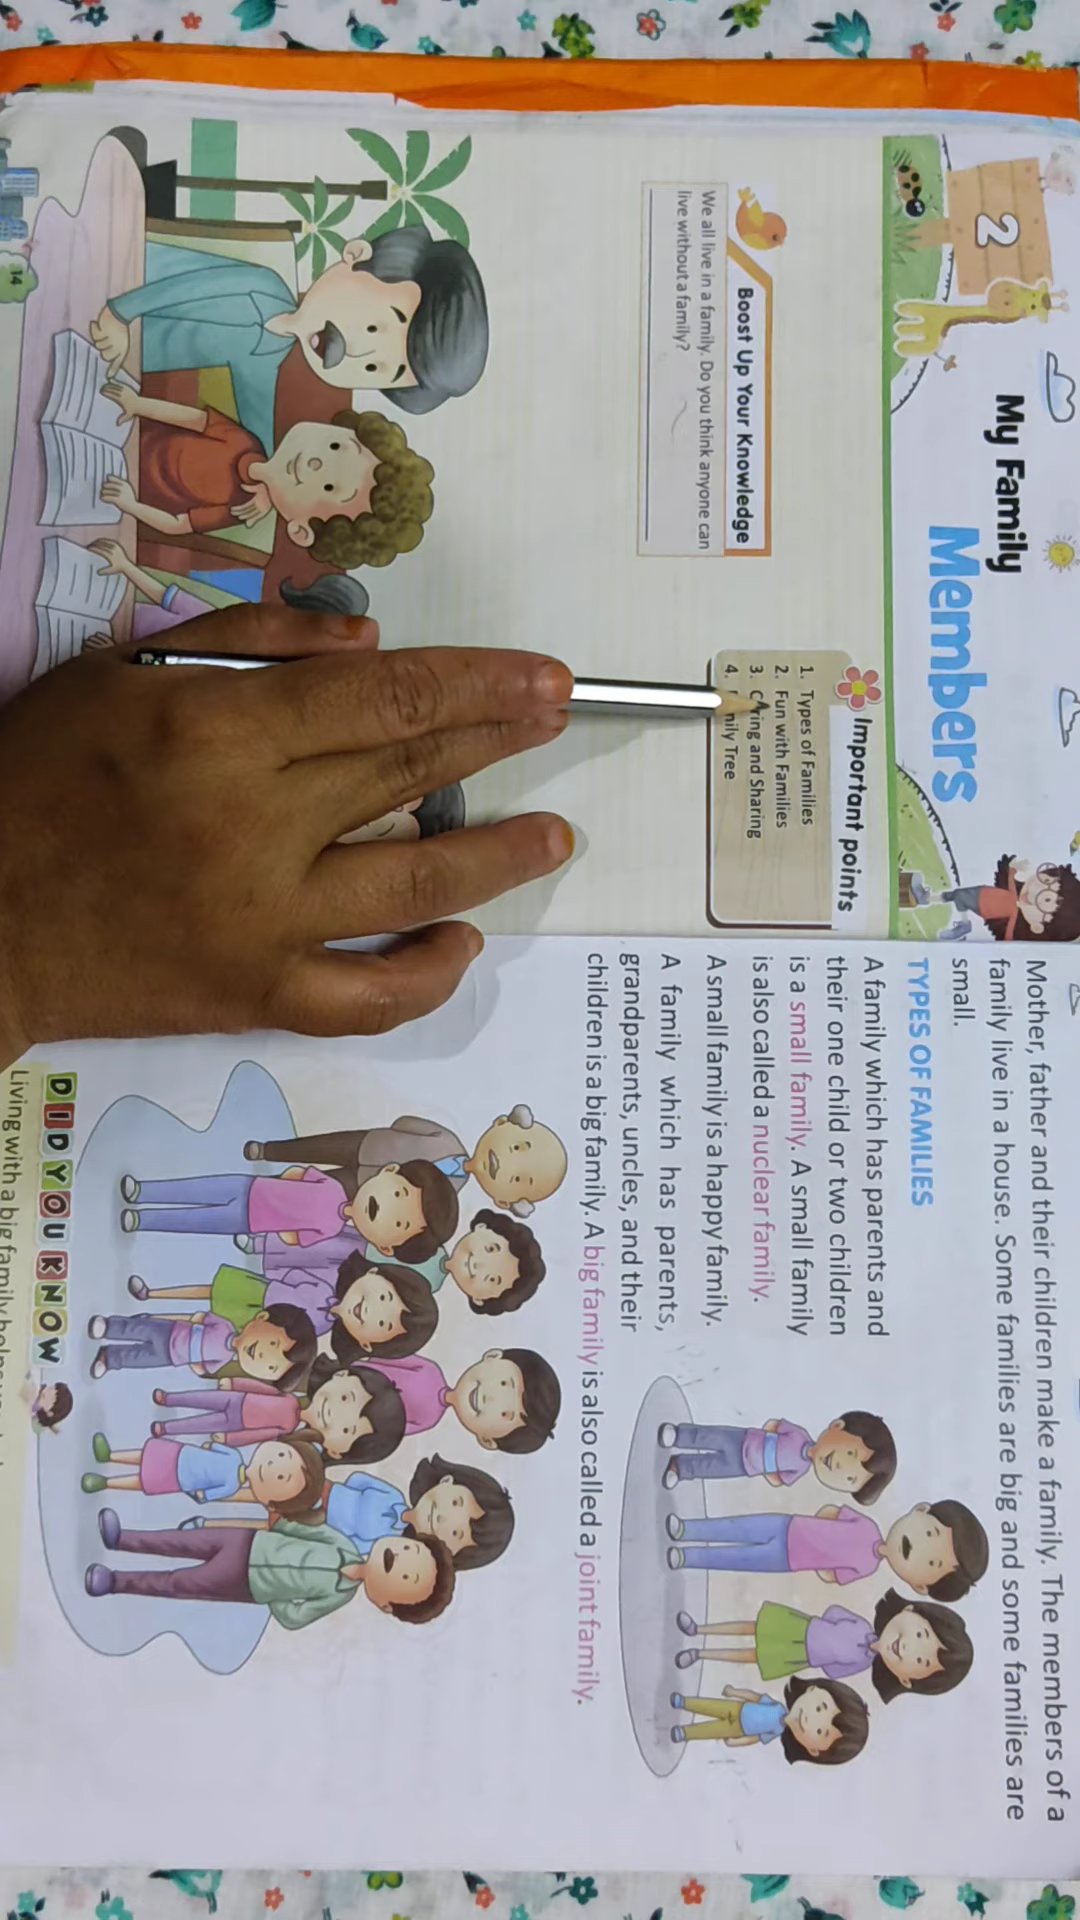 2
My Family
Members
Important points
1. Types of Families
2. Fun with Families
3. Caring and Sharing
4. Tree
Boost Up Your Knowledge
We all live in a family. Do you think anyone can
live without a family?
14
Mother, father and their children make a family. The members of a
family live in a house. Some families are big and some families are
small.
TYPES OF FAMILIES
A family which has parents and
their one child or two children
is a small family. A small family
is also called a nuclear family.
A small family is a happy family.
A family which has parents,
grandparents, uncles, and their
children is a big family. A big family is also called a joint family.
DID YOU KNOW
Living with a big family